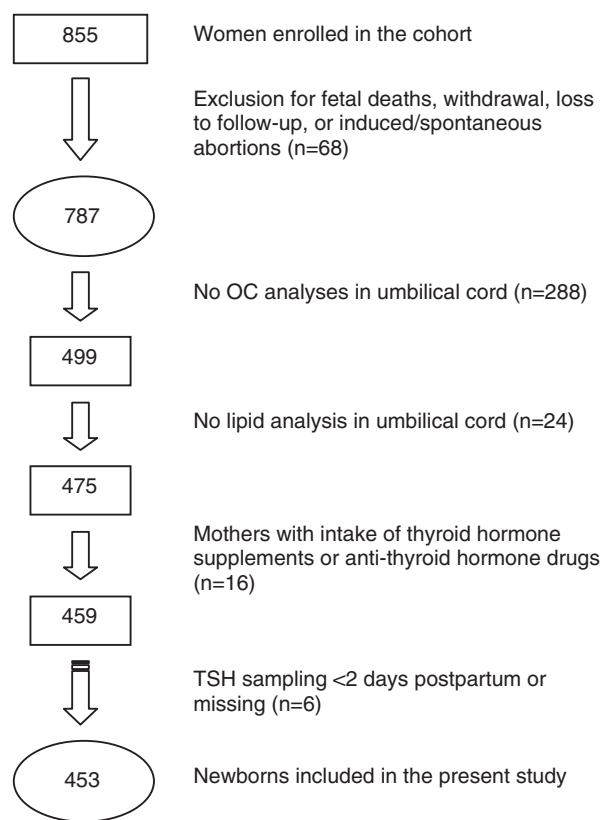 855
Women enrolled in the cohort
Exclusion for fetal deaths, withdrawal, loss
to follow-up, or induced/spontaneous
abortions (n=68)
787
No OC analyses in umbilical cord (n=288)
499
No lipid analysis in umbilical cord (n=24)
475
Mothers with intake of thyroid hormone
supplements or anti-thyroid hormone drugs
(n=16)
459
TSH sampling <2 days postpartum or
missing (n=6)
453
Newborns included in the present study